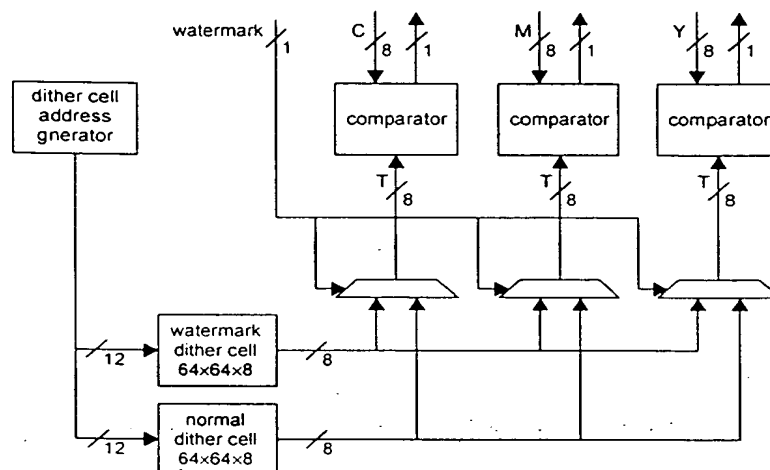 watermark
1
C
8
1
M
8
1
Y
8
1
dither cell
address
gnerator
comparator
comparator
comparator
T
8
T
8
T
8
12
watermark
dither cell
64×64×8
8
12
normal
dither cell
64×64×8
8